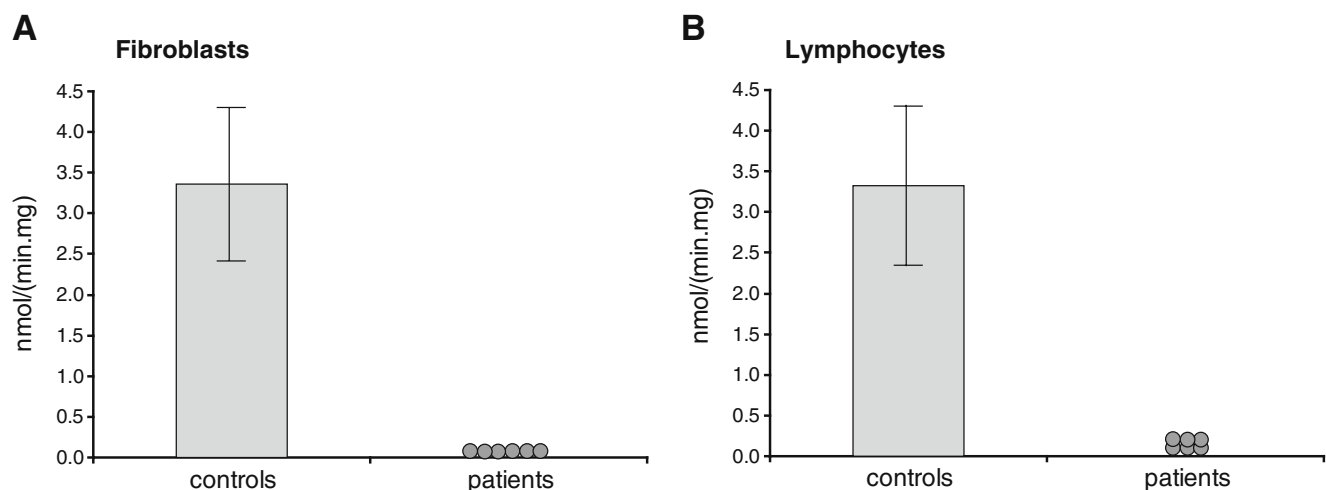 A
Fibroblasts
nmol/(min.mg)
4.5
4.0
3.5
3.0
2.5
2.0
1.5
1.0
0.5
0.0
controls patients
B
Lymphocytes
nmol/(min.mg)
4.5
4.0
3.5
3.0
2.5
2.0
1.5
1.0
0.5
0.0
controls patients